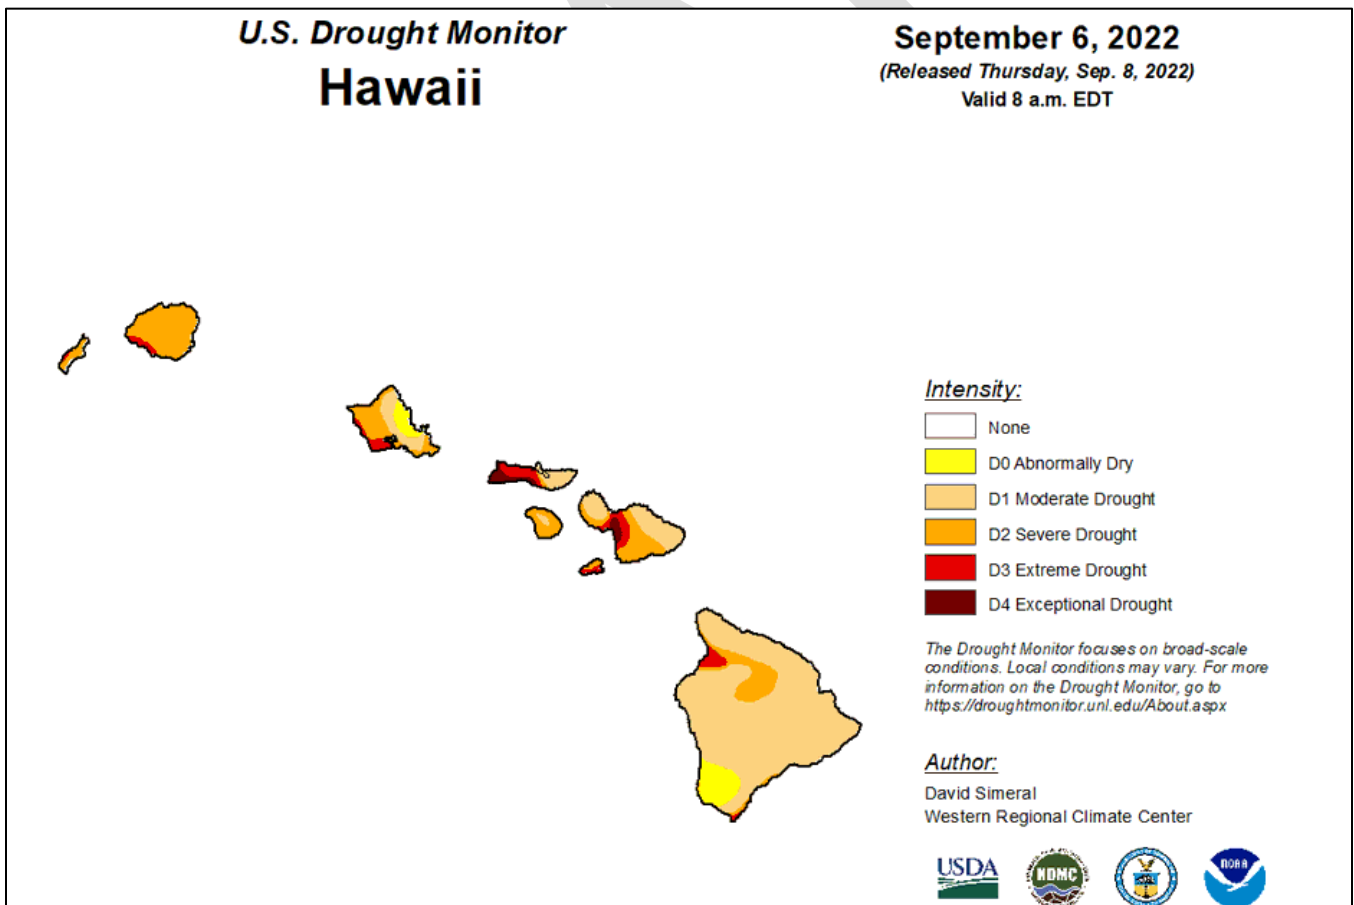 U.S. Drought Monitor
Hawaii
September 6, 2022
(Released Thursday, Sep. 8, 2022)
Valid 8 a.m. EDT
Intensity:
None
D0 Abnormally Dry
D1 Moderate Drought
D2 Severe Drought
D3 Extreme Drought
D4 Exceptional Drought
The Drought Monitor focuses on broad-scale
conditions. Local conditions may vary. For more
information on the Drought Monitor, go to
https://droughtmonitor.unl.edu/About.aspx
Author:
David Simeral
Western Regional Climate Center
USDA
NDMC
NOAA